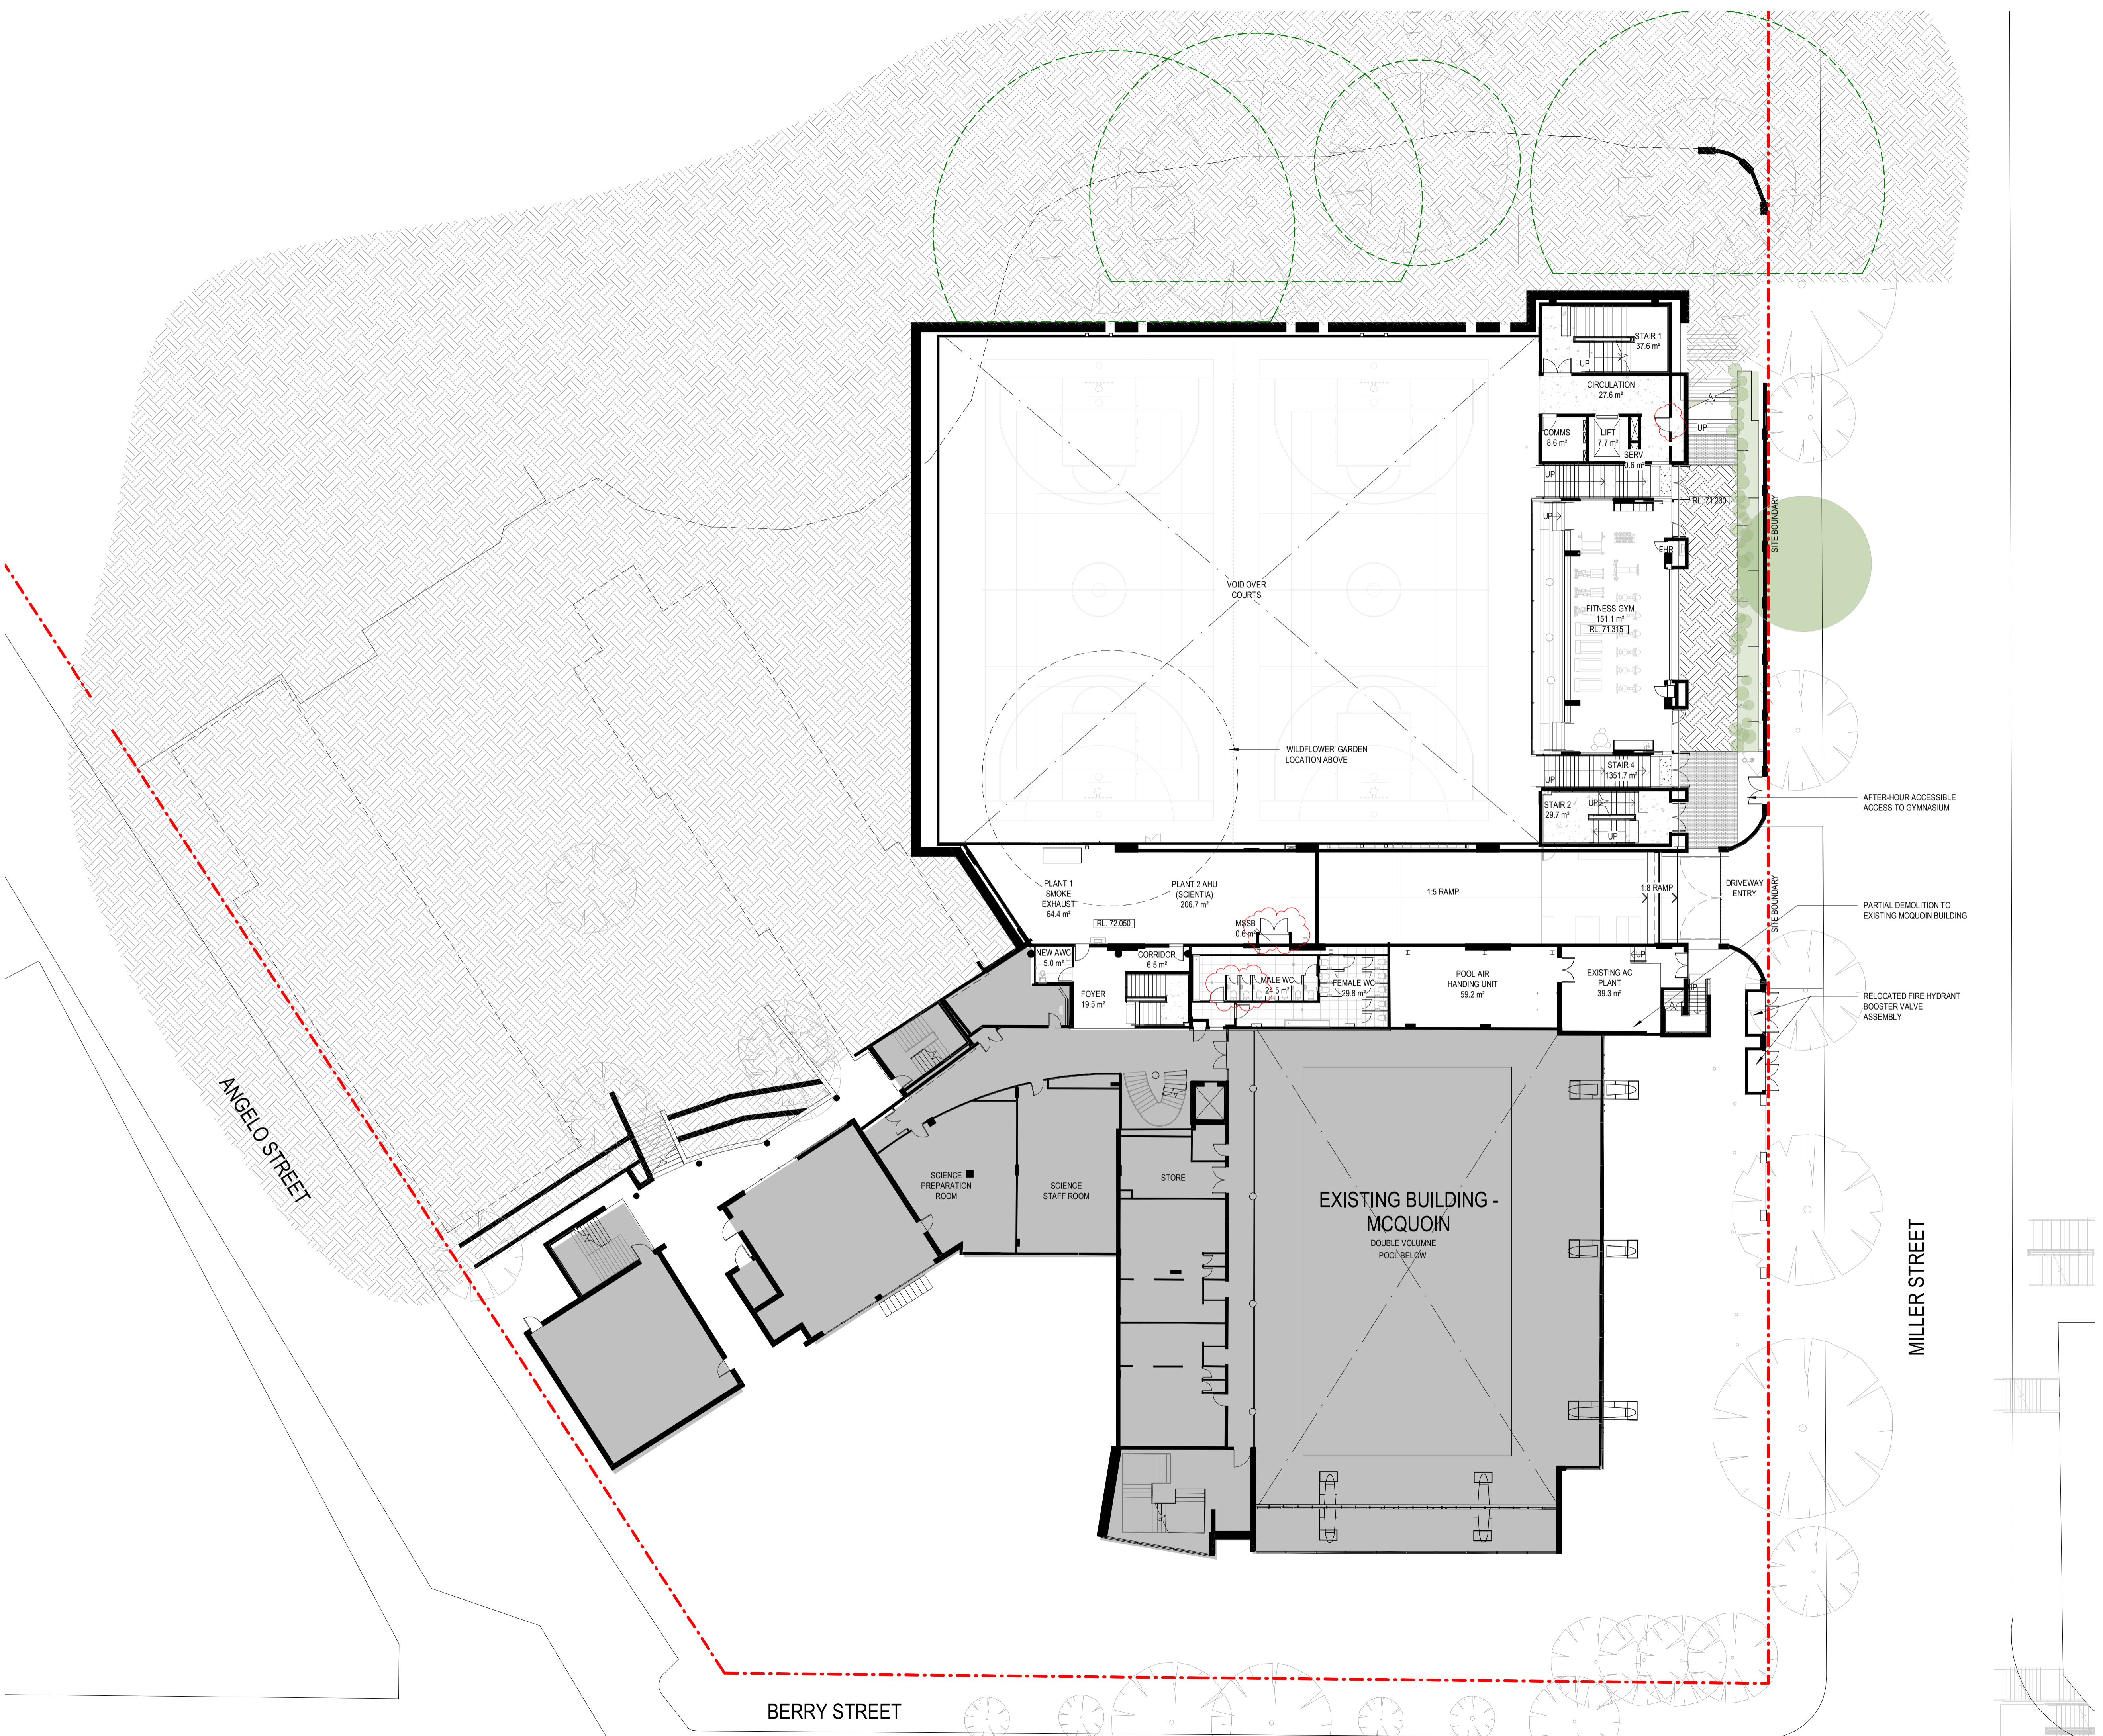 STAIR 1
37.6 m²
UP
CIRCULATION
27.6 m²
COMMS
8.6 m²
LIFT
7.7 m²
SERV.
0.6 m²
UP
UP
RL. 71.230
UP
SITE BOUNDARY
FHR
VOID OVER
COURTS
FITNESS GYM
151.1 m²
RL. 71.315
'WILDFLOWER' GARDEN
LOCATION ABOVE
STAIR 4
1351.7 m²
UP
STAIR 2
29.7 m²
UP
UP
AFTER-HOUR ACCESSIBLE
ACCESS TO GYMNASIUM
PLANT 1
SMOKE
EXHAUST
64.4 m²
PLANT 2 AHU
(SCIENTIA)
206.7 m²
1:5 RAMP
1:8 RAMP
DRIVEWAY
ENTRY
SITE BOUNDARY
PARTIAL DEMOLITION TO
EXISTING MCQUOIN BUILDING
RL. 72.050
MSSB
0.6 m²
NEW AWC
5.0 m²
CORRIDOR
6.5 m²
FOYER
19.5 m²
MALE WC
24.5 m²
FEMALE WC
29.8 m²
POOL AIR
HANDING UNIT
59.2 m²
EXISTING AC
PLANT
39.3 m²
UP
UP
RELOCATED FIRE HYDRANT
BOOSTER VALVE
ASSEMBLY
ANGELO STREET
SCIENCE
PREPARATION
ROOM
SCIENCE
STAFF ROOM
STORE
EXISTING BUILDING -
MCQUOIN
DOUBLE VOLUMNE
POOL BELOW
MILLER STREET
BERRY STREET